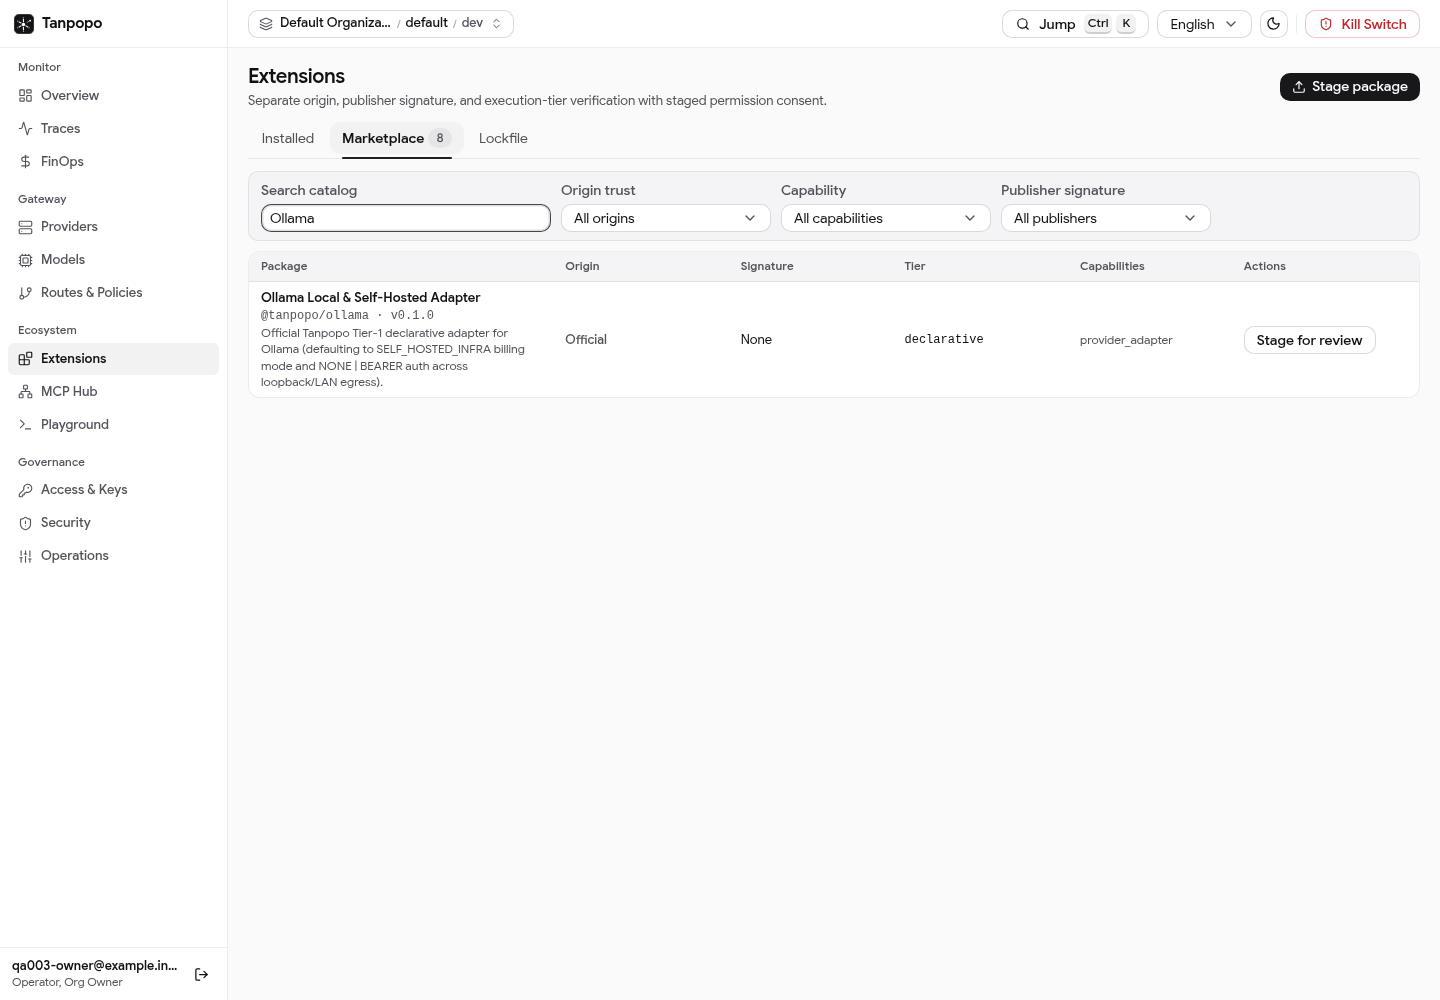 Tanpopo
Default Organiza... / default / dev
Jump Ctrl K
English
Kill Switch
Monitor
Overview
Traces
FinOps
Gateway
Providers
Models
Routes & Policies
Ecosystem
Extensions
MCP Hub
Playground
Governance
Access & Keys
Security
Operations
qa003-owner@example.in...
Operator, Org Owner
Extensions
Separate origin, publisher signature, and execution-tier verification with staged permission consent.
Stage package
Installed Marketplace 8 Lockfile
Search catalog Origin trust Capability Publisher signature
Ollama All origins All capabilities All publishers
Package Origin Signature Tier Capabilities Actions
Ollama Local & Self-Hosted Adapter
@tanpopo/ollama · v0.1.0
Official Tanpopo Tier-1 declarative adapter for
Ollama (defaulting to SELF_HOSTED_INFRA billing
mode and NONE | BEARER auth across
loopback/LAN egress).
Official None declarative provider_adapter Stage for review